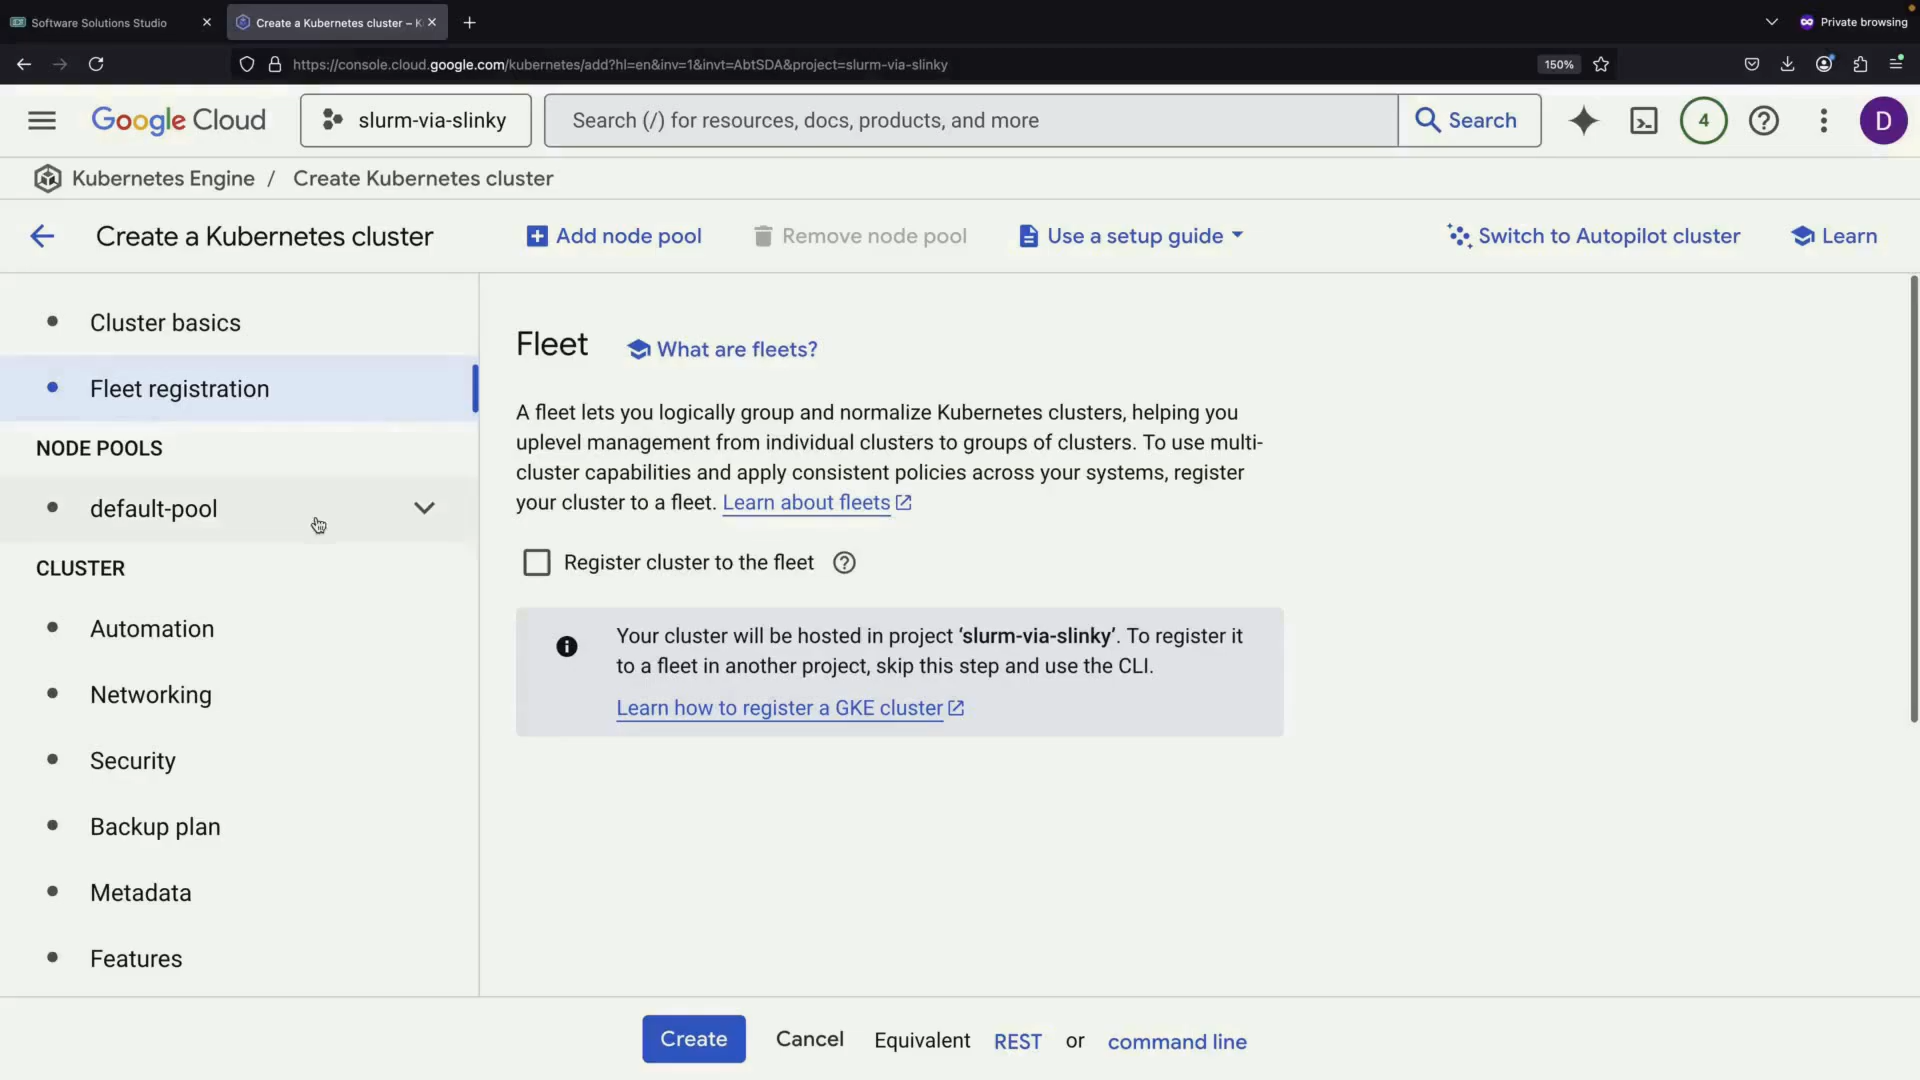 Software Solutions Studio
Create a Kubernetes cluster – K
Private browsing
https://console.cloud.google.com/kubernetes/add?hl=en&inv=1&invt=AbtSDA&project=slurm-via-slinky
150%
Google Cloud
slurm-via-slinky
Search (/) for resources, docs, products, and more
Search
4
D
Kubernetes Engine / Create Kubernetes cluster
Create a Kubernetes cluster
Add node pool
Remove node pool
Use a setup guide
Switch to Autopilot cluster
Learn
Cluster basics
Fleet registration
NODE POOLS
default-pool
CLUSTER
Automation
Networking
Security
Backup plan
Metadata
Features
Fleet
What are fleets?
A fleet lets you logically group and normalize Kubernetes clusters, helping you
uplevel management from individual clusters to groups of clusters. To use multi-
cluster capabilities and apply consistent policies across your systems, register
your cluster to a fleet. Learn about fleets
Register cluster to the fleet
Your cluster will be hosted in project ‘slurm-via-slinky’. To register it
to a fleet in another project, skip this step and use the CLI.
Learn how to register a GKE cluster
Create
Cancel
Equivalent REST or command line